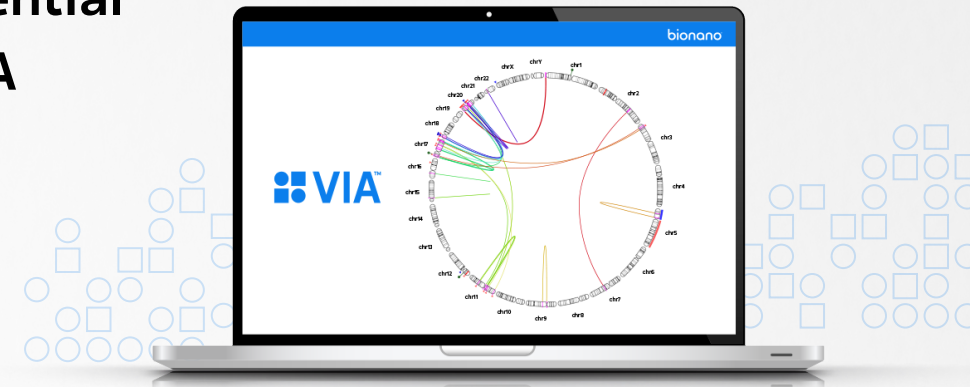 ential
A
bionano
VIA™
chrY
chr1
chrX
chr22
chr21
chr20
chr19
chr18
chr17
chr16
chr15
chr14
chr13
chr12
chr11
chr10
chr9
chr8
chr7
chr6
chr5
chr4
chr3
chr2